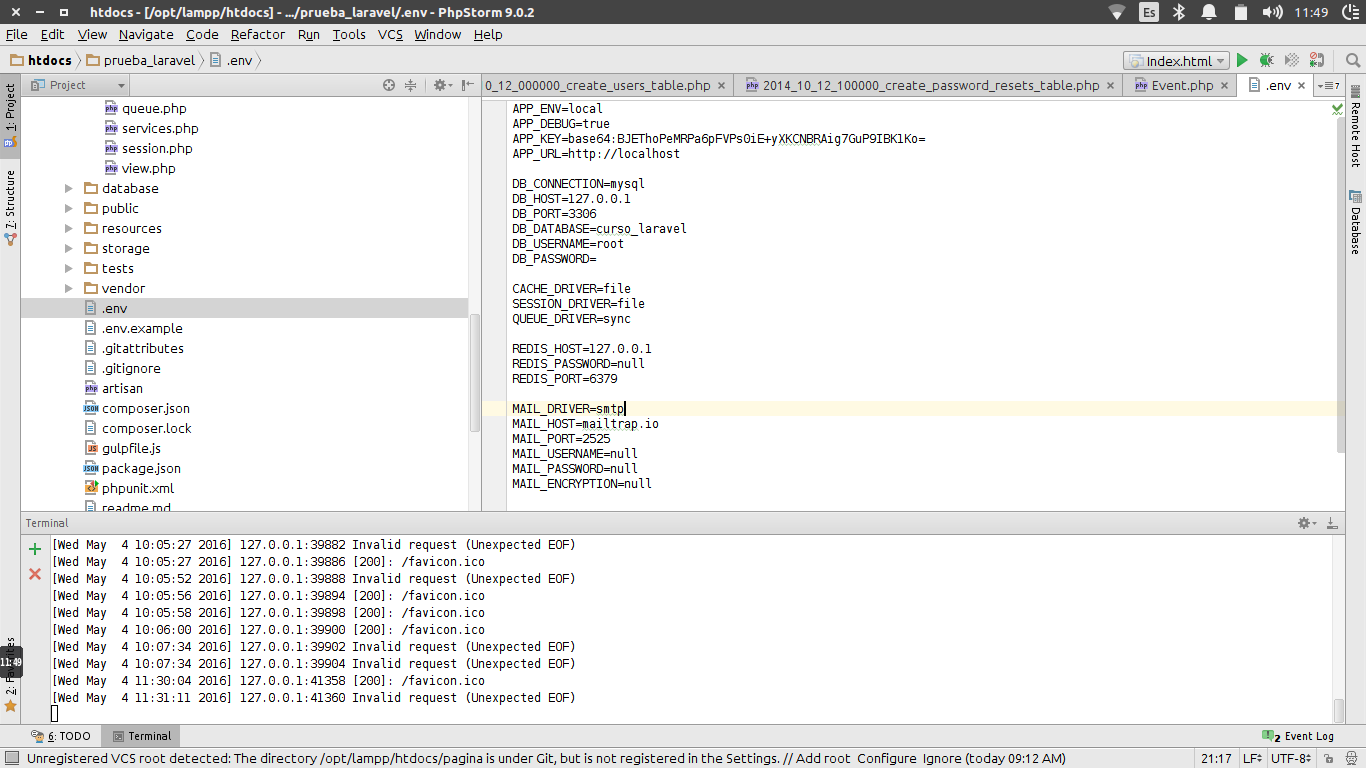 htdocs - [/opt/lampp/htdocs] - .../prueba_laravel/.env - PhpStorm 9.0.2
Es
11:49
File Edit View Navigate Code Refactor Run Tools VCS Window Help
htdocs prueba_laravel .env
Index.html
Project
0_12_000000_create_users_table.php
2014_10_12_100000_create_password_resets_table.php
Event.php
.env
7
1: Project
7: Structure
2: Favorites
11:49
queue.php
services.php
session.php
view.php
database
public
resources
storage
tests
vendor
.env
.env.example
.gitattributes
.gitignore
artisan
composer.json
composer.lock
gulpfile.js
package.json
phpunit.xml
readme.md
APP_ENV=local
APP_DEBUG=true
APP_KEY=base64:BJEThoPeMRPa6pFVPsGiE+yXKCNBRAig7GuP9IBK1Ko=
APP_URL=http://localhost
DB_CONNECTION=mysql
DB_HOST=127.0.0.1
DB_PORT=3306
DB_DATABASE=curso_laravel
DB_USERNAME=root
DB_PASSWORD=
CACHE_DRIVER=file
SESSION_DRIVER=file
QUEUE_DRIVER=sync
REDIS_HOST=127.0.0.1
REDIS_PASSWORD=null
REDIS_PORT=6379
MAIL_DRIVER=smtp
MAIL_HOST=mailtrap.io
MAIL_PORT=2525
MAIL_USERNAME=null
MAIL_PASSWORD=null
MAIL_ENCRYPTION=null
Remote Host
Database
Terminal
[Wed May  4 10:05:27 2016] 127.0.0.1:39882 Invalid request (Unexpected EOF)
[Wed May  4 10:05:27 2016] 127.0.0.1:39886 [200]: /favicon.ico
[Wed May  4 10:05:52 2016] 127.0.0.1:39888 Invalid request (Unexpected EOF)
[Wed May  4 10:05:56 2016] 127.0.0.1:39894 [200]: /favicon.ico
[Wed May  4 10:05:58 2016] 127.0.0.1:39898 [200]: /favicon.ico
[Wed May  4 10:06:00 2016] 127.0.0.1:39900 [200]: /favicon.ico
[Wed May  4 10:07:34 2016] 127.0.0.1:39902 Invalid request (Unexpected EOF)
[Wed May  4 10:07:34 2016] 127.0.0.1:39904 Invalid request (Unexpected EOF)
[Wed May  4 11:30:04 2016] 127.0.0.1:41358 [200]: /favicon.ico
[Wed May  4 11:31:11 2016] 127.0.0.1:41360 Invalid request (Unexpected EOF)
6: TODO
Terminal
2 Event Log
Unregistered VCS root detected: The directory /opt/lampp/htdocs/pagina is under Git, but is not registered in the Settings. // Add root  Configure  Ignore (today 09:12 AM)
21:17
LF
UTF-8